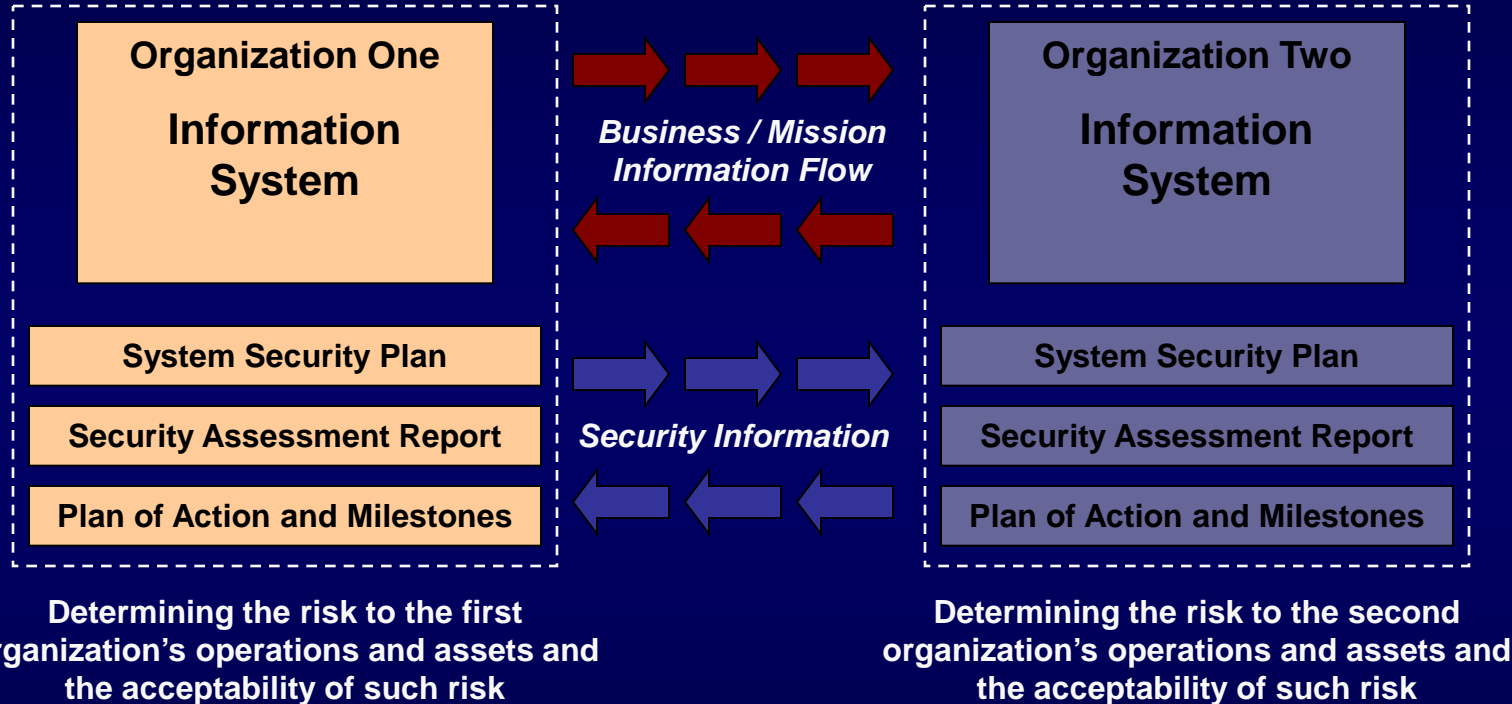 Organization One
Information
System
System Security Plan
Security Assessment Report
Plan of Action and Milestones
Business / Mission
Information Flow
Security Information
Organization Two
Information
System
System Security Plan
Security Assessment Report
Plan of Action and Milestones
Determining the risk to the first
rganization's operations and assets and
the acceptability of such risk
Determining the risk to the second
organization's operations and assets and
the acceptability of such risk